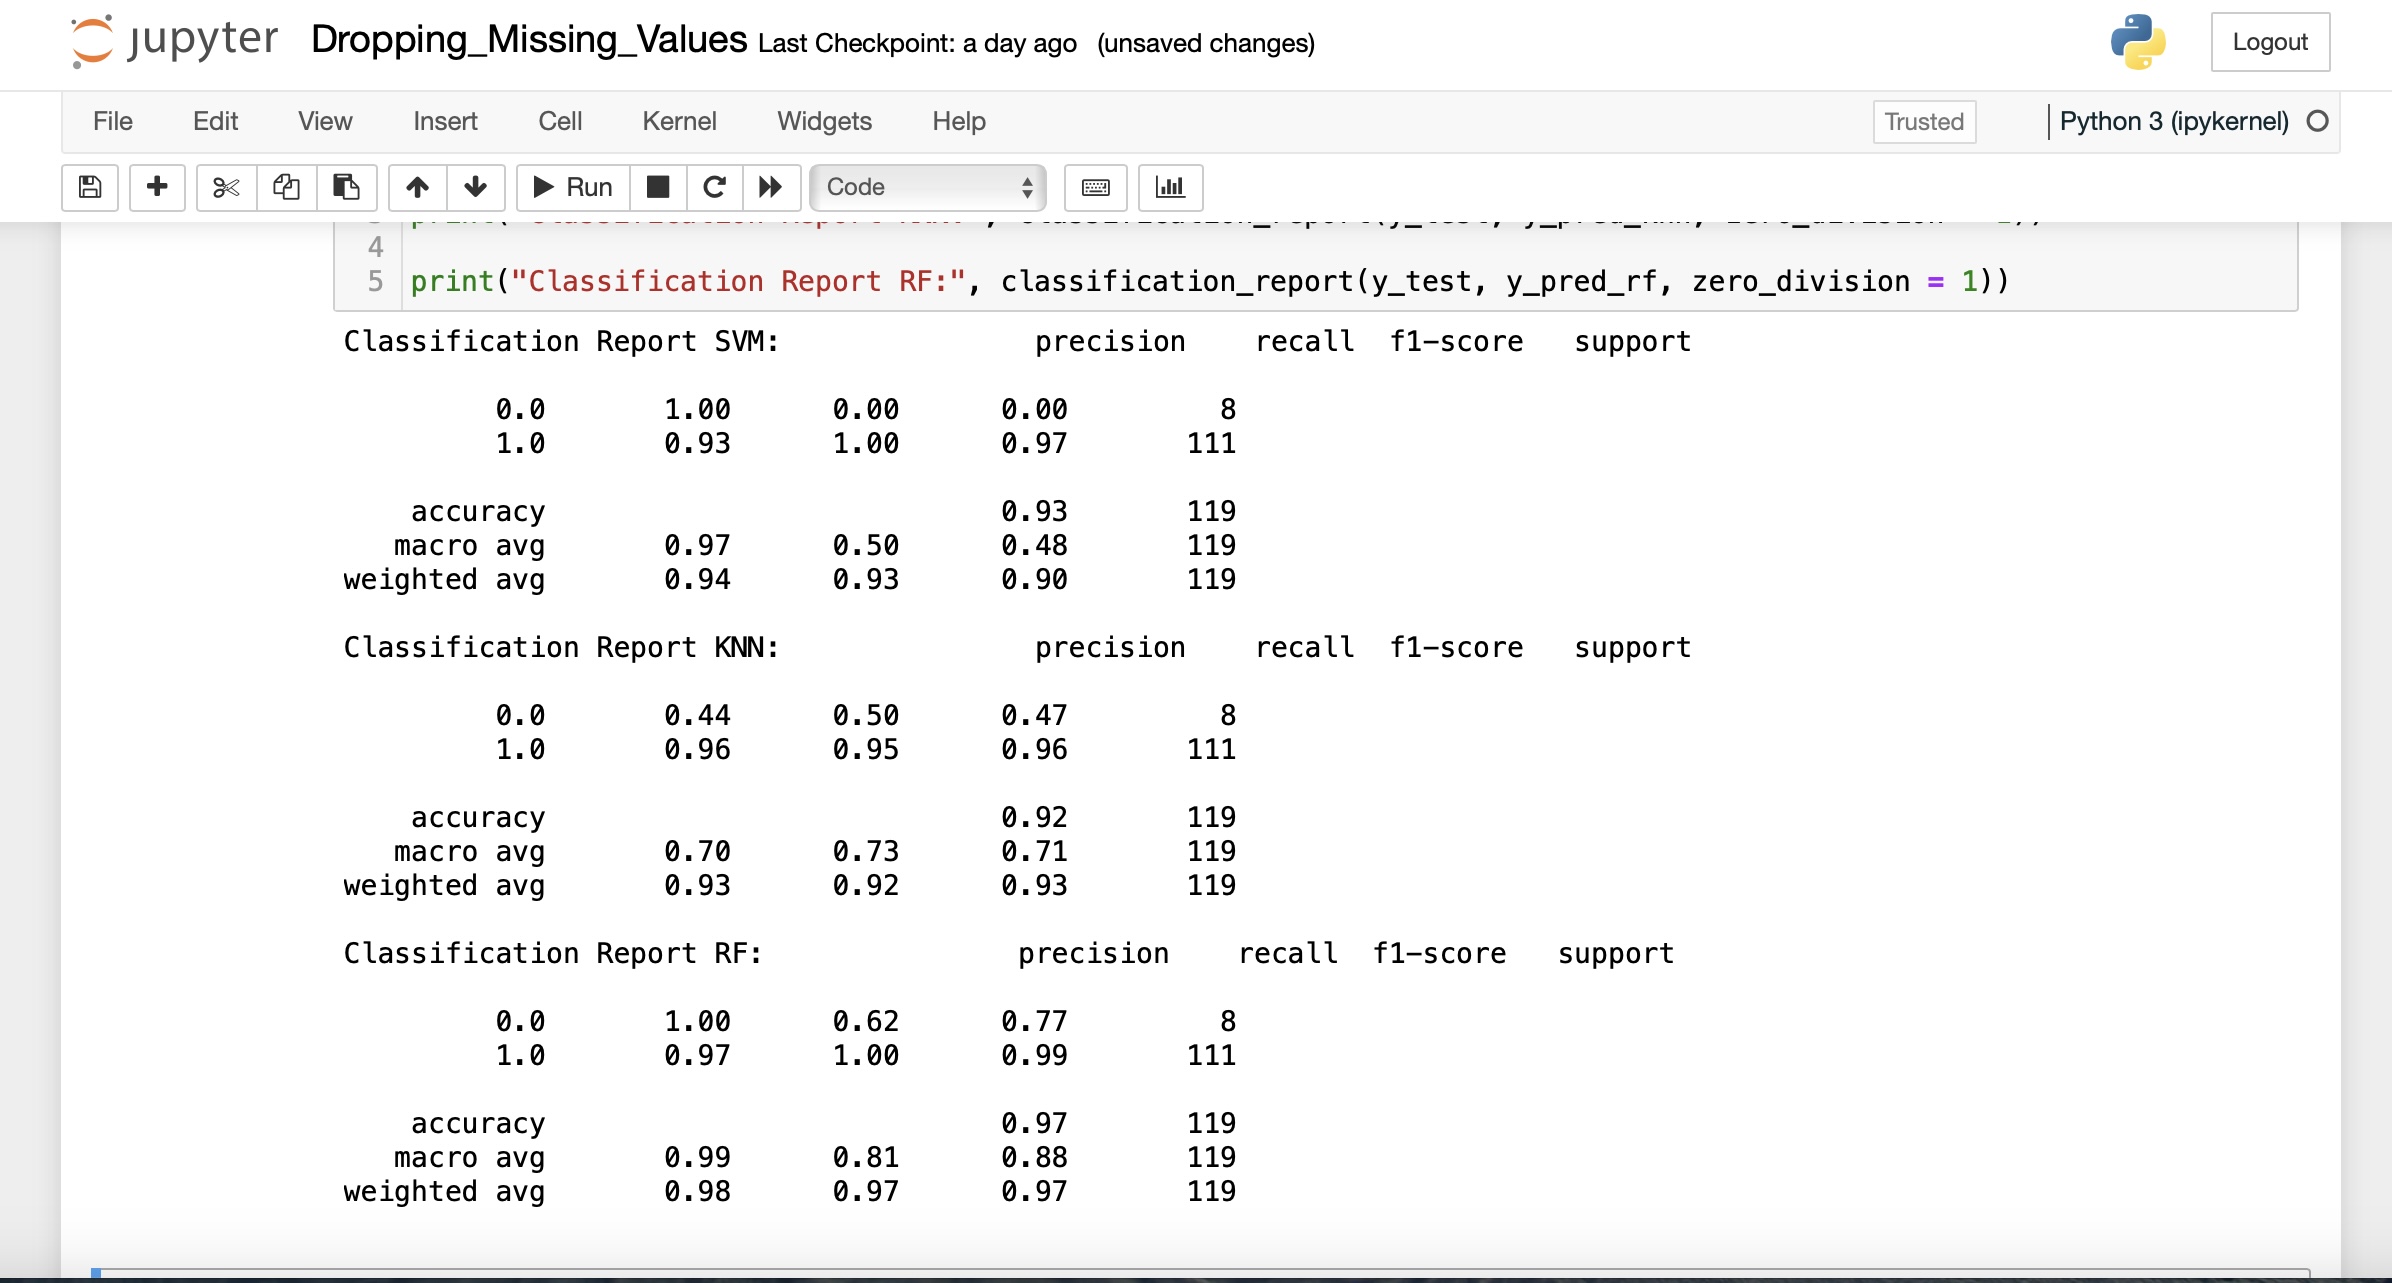 jupyter Dropping_Missing_Values Last Checkpoint: a day ago (unsaved changes)
Logout
File Edit View Insert Cell Kernel Widgets Help
Trusted
Python 3 (ipykernel)
Run
Code
4
5 print("Classification Report RF:", classification_report(y_test, y_pred_rf, zero_division = 1))
Classification Report SVM: precision recall f1-score support
0.0 1.00 0.00 0.00 8
1.0 0.93 1.00 0.97 111
accuracy 0.93 119
macro avg 0.97 0.50 0.48 119
weighted avg 0.94 0.93 0.90 119
Classification Report KNN: precision recall f1-score support
0.0 0.44 0.50 0.47 8
1.0 0.96 0.95 0.96 111
accuracy 0.92 119
macro avg 0.70 0.73 0.71 119
weighted avg 0.93 0.92 0.93 119
Classification Report RF: precision recall f1-score support
0.0 1.00 0.62 0.77 8
1.0 0.97 1.00 0.99 111
accuracy 0.97 119
macro avg 0.99 0.81 0.88 119
weighted avg 0.98 0.97 0.97 119